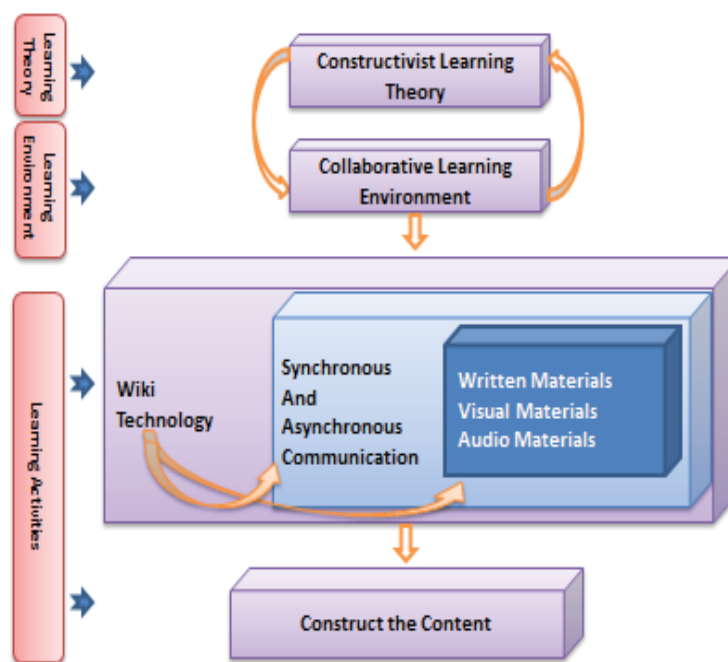 Learning
Theory
Constructivist Learning
Theory
Learning
Environment
Collaborative Learning
Environment
Learning Activities
Wiki
Technology
Synchronous
And
Asynchronous
Communication
Written Materials
Visual Materials
Audio Materials
Construct the Content